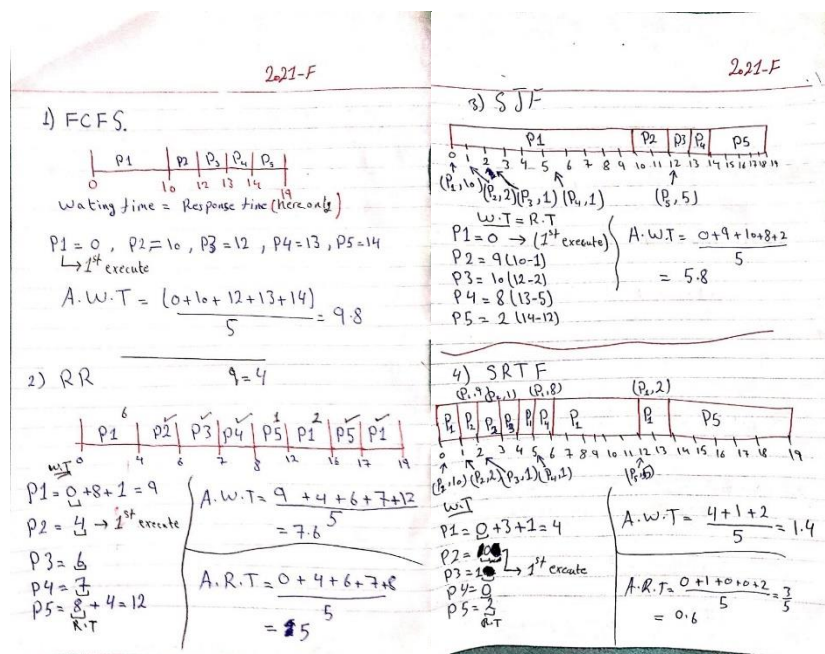 2021-F
1) FCFS.
P1 P2 P3 P4 P5
0 10 12 13 14 19
Wating time = Response time (here only)
P1 = 0 , P2 = 10 , P3 = 12 , P4 = 13 , P5 = 14
↳ 1st execute
A.W.T = (0+10+12+13+14) / 5 = 9.8
2) RR q=4
6 1 2
P1 P2✓ P3✓ P4✓ P5 P1 P5✓ P1✓
0 4 6 7 8 12 16 17 19
W.T
P1 = 0 +8+1 = 9
P2 = 4 → 1st execute
P3 = 6
P4 = 7
P5 = 8 + 4 = 12
R.T
A.W.T = 9 +4+6+7+12 / 5
= 7.6
A.R.T = 0+4+6+7+8 / 5
= 5
2021-F
3) SJF
P1 P2 P3 P4 P5
0 1 2 3 4 5 6 7 8 9 10 11 12 13 14 15 16 17 18 19
(P1,10) (P2,2) (P3,1) (P4,1) (P5,5)
W.T = R.T
P1 = 0 → (1st execute)
P2 = 9 (10-1)
P3 = 10 (12-2)
P4 = 8 (13-5)
P5 = 2 (14-12)
A.W.T = 0+9+10+8+2 / 5
= 5.8
4) SRTF
(P1,9) (P2,1) (P1,8) (P1,2)
P1 P2 P2 P3 P1 P4 P1 P1 P5
0 1 2 3 4 5 6 7 8 9 10 11 12 13 14 15 16 17 18 19
(P1,10) (P2,2) (P3,1) (P4,1) (P5,5)
W.T
P1 = 0 +3+1 = 4
P2 =
P3 = 1 → 1st execute
P4 = 0
P5 = 2
R.T
A.W.T = 4+1+2 / 5 = 1.4
A.R.T = 0+1+0+0+2 / 5 = 3/5
= 0.6